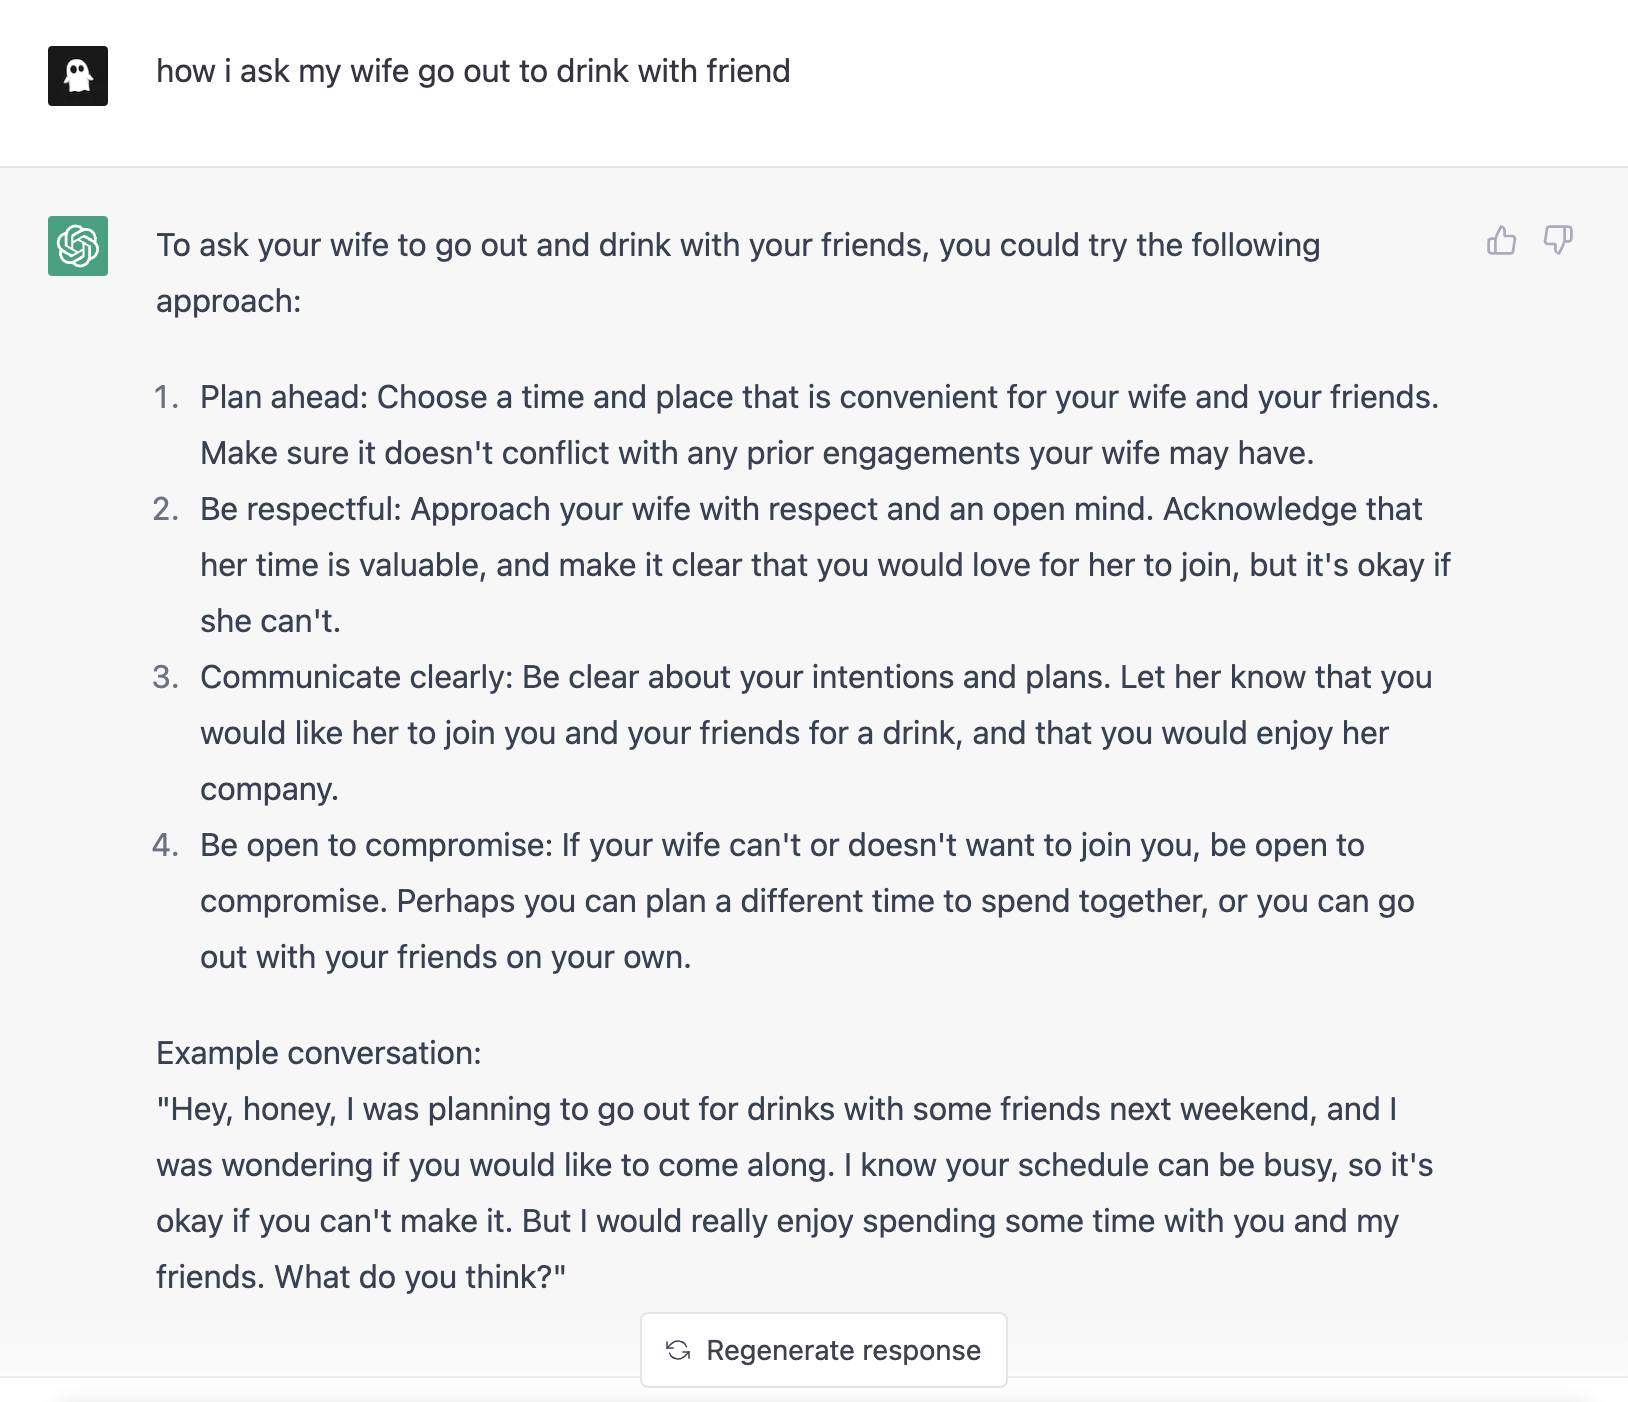 how i ask my wife go out to drink with friend
To ask your wife to go out and drink with your friends, you could try the following
approach:
1. Plan ahead: Choose a time and place that is convenient for your wife and your friends.
Make sure it doesn't conflict with any prior engagements your wife may have.
2. Be respectful: Approach your wife with respect and an open mind. Acknowledge that
her time is valuable, and make it clear that you would love for her to join, but it's okay if
she can't.
3. Communicate clearly: Be clear about your intentions and plans. Let her know that you
would like her to join you and your friends for a drink, and that you would enjoy her
company.
4. Be open to compromise: If your wife can't or doesn't want to join you, be open to
compromise. Perhaps you can plan a different time to spend together, or you can go
out with your friends on your own.
Example conversation:
"Hey, honey, I was planning to go out for drinks with some friends next weekend, and I
was wondering if you would like to come along. I know your schedule can be busy, so it's
okay if you can't make it. But I would really enjoy spending some time with you and my
friends. What do you think?"
Regenerate response